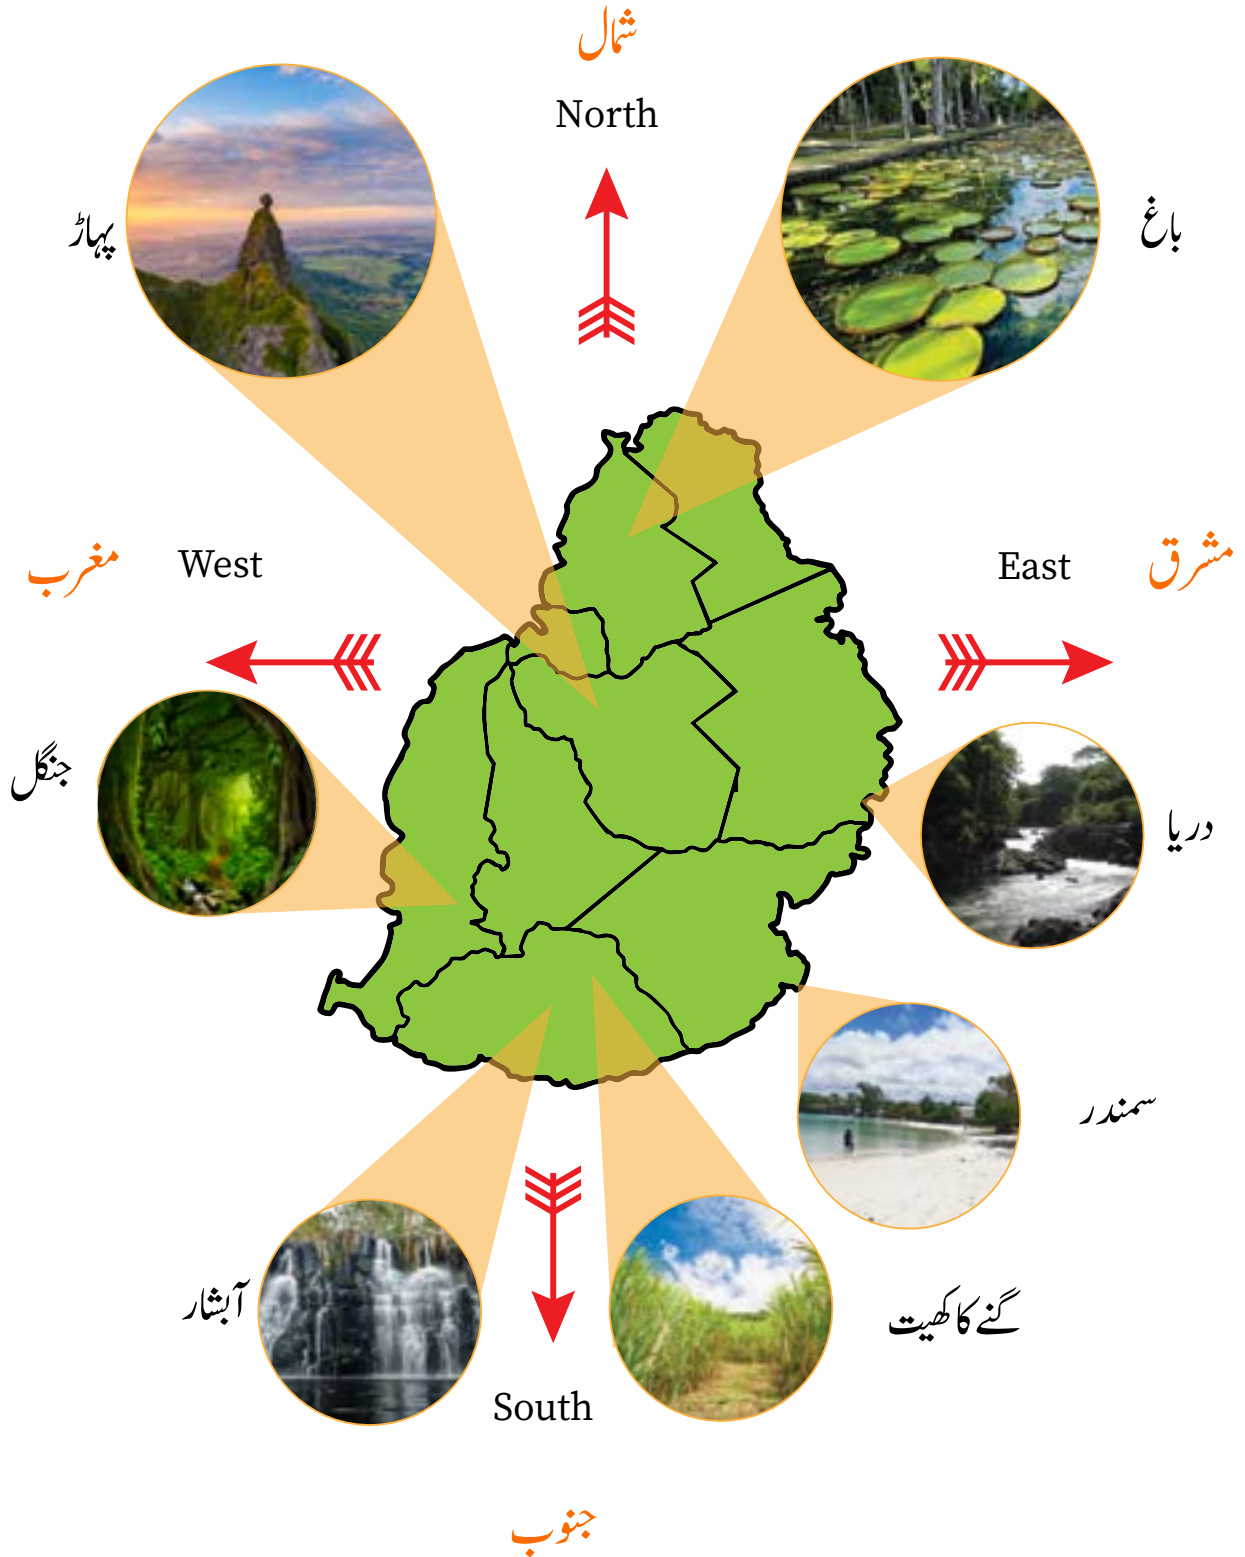 شمال
North
باغ
پہاڑ
مغرب
West
East
مشرق
جنگل
دریا
سمندر
آبشار
گنے کا کھیت
South
جنوب